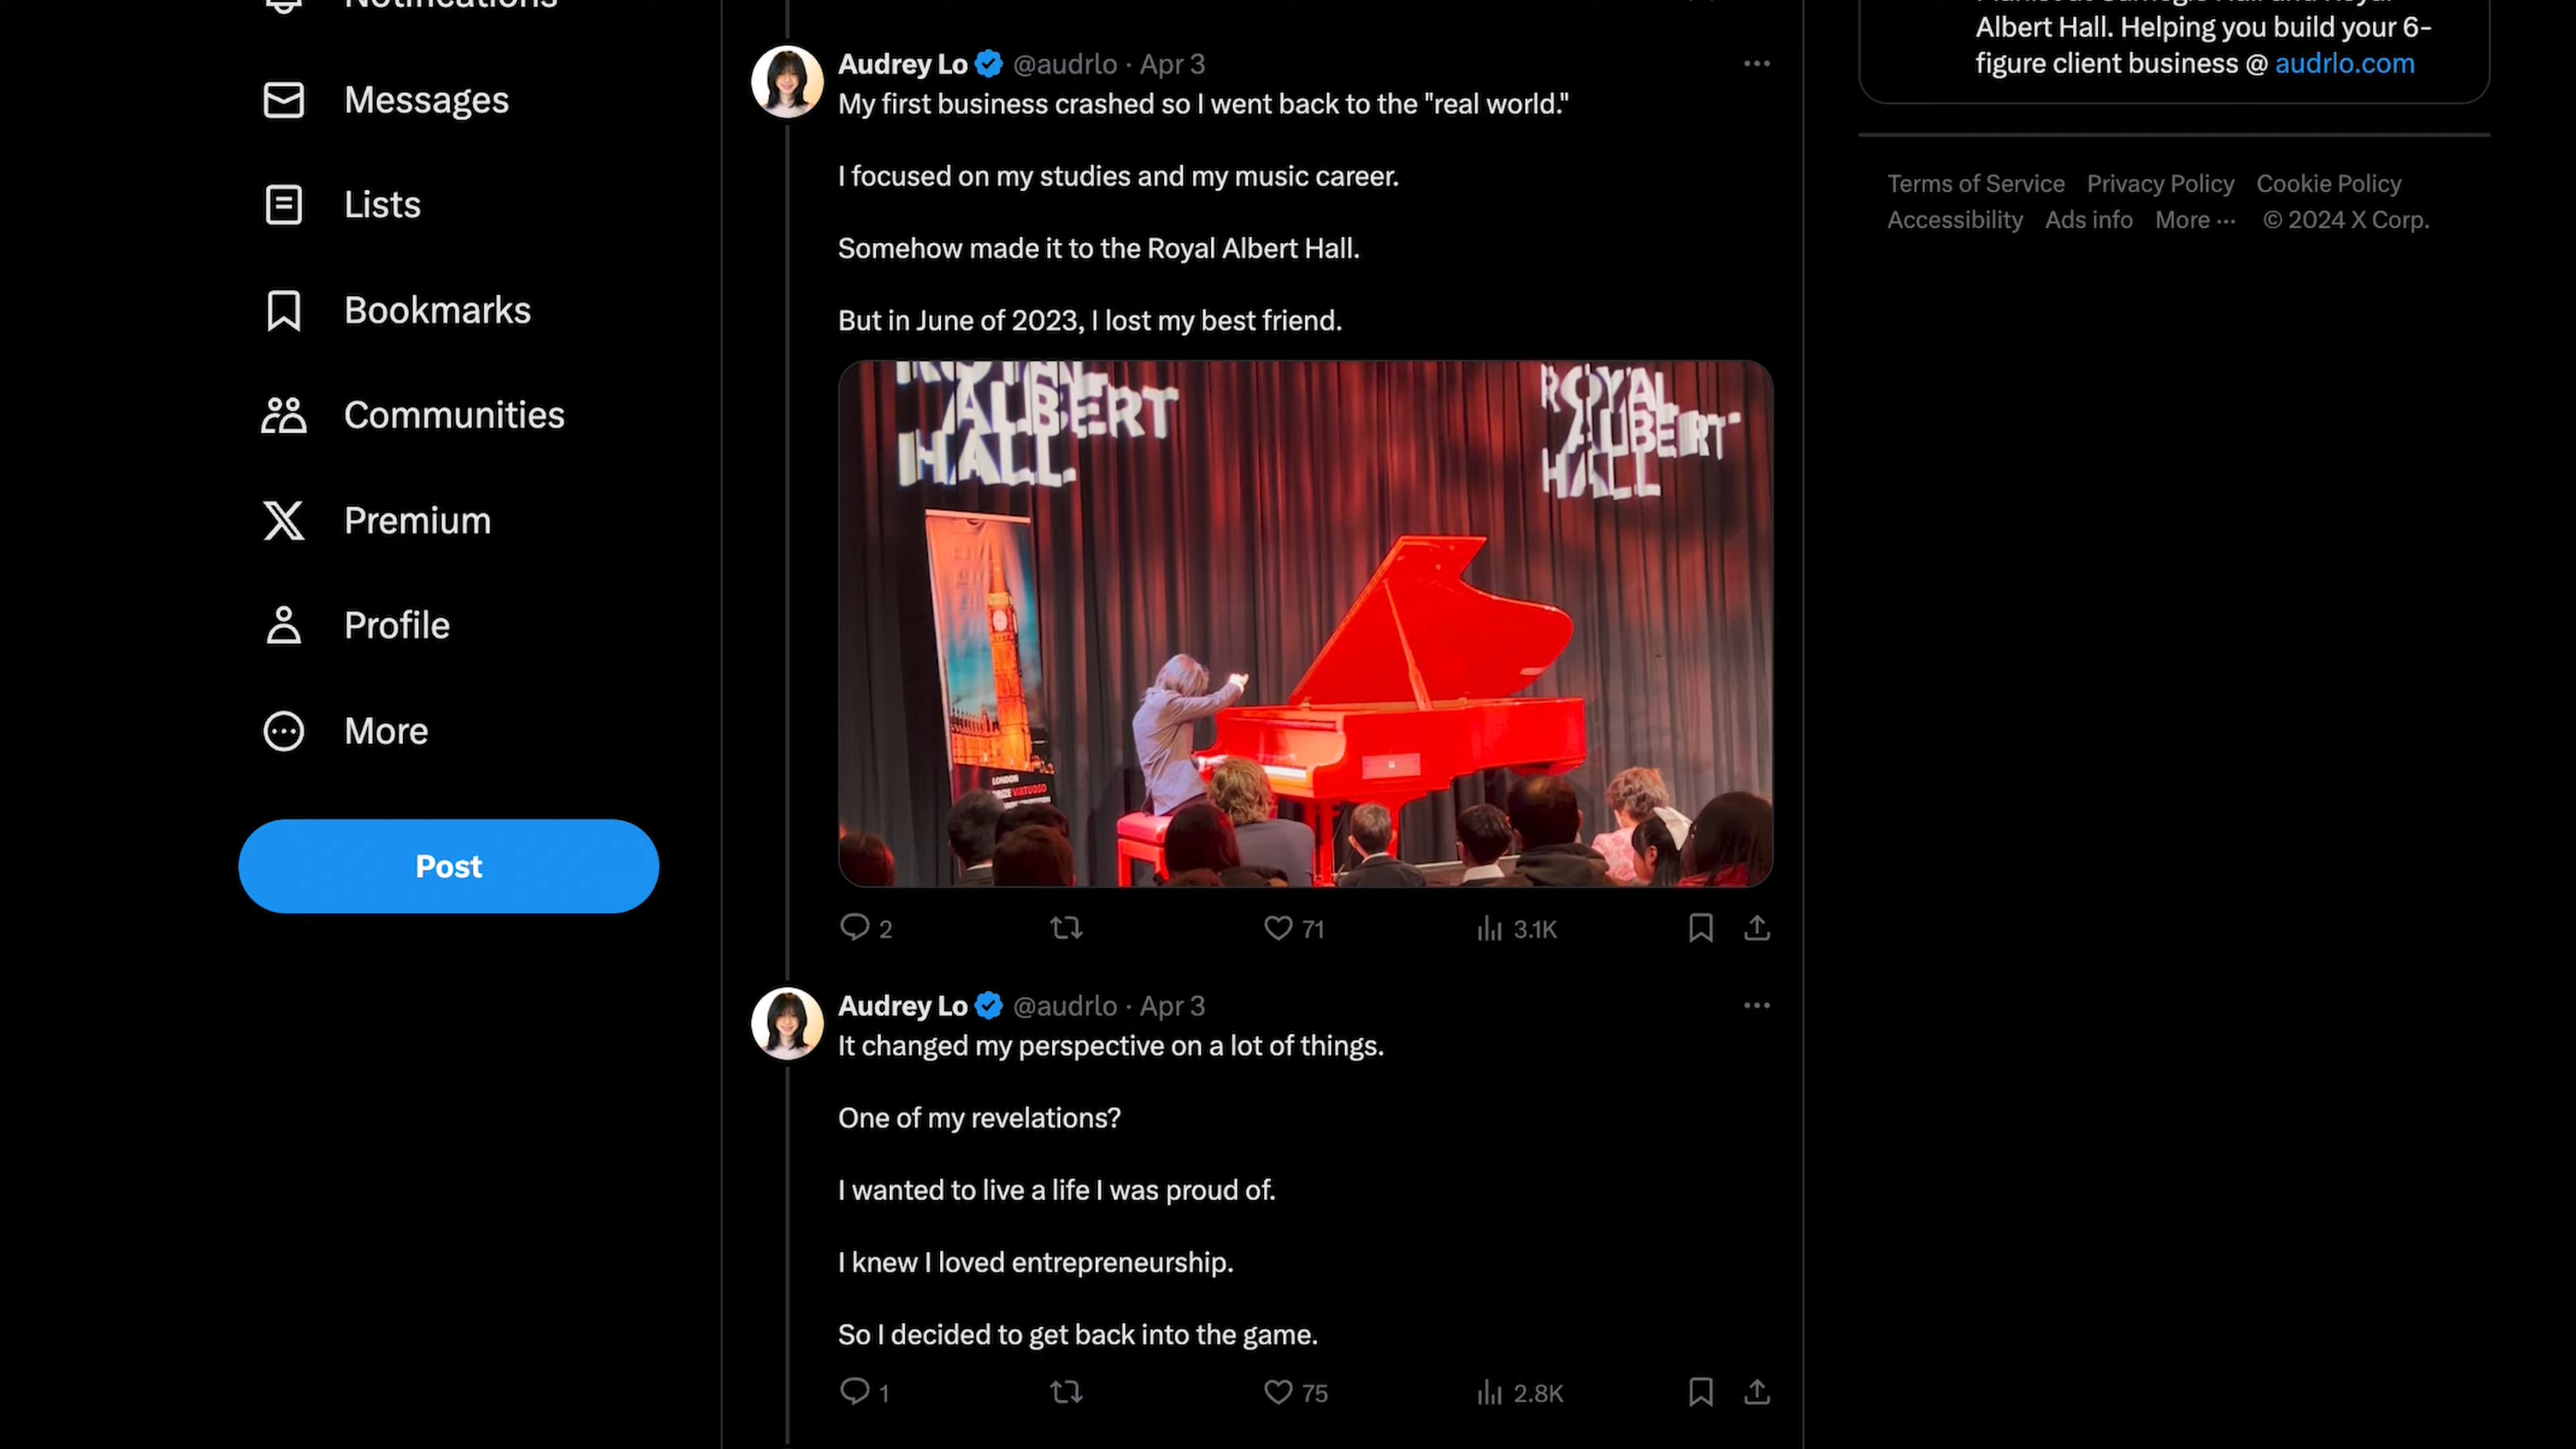 Messages
Lists
Bookmarks
Communities
Premium
Profile
More
Post
Audrey Lo @audrlo · Apr 3
My first business crashed so I went back to the "real world."
I focused on my studies and my music career.
Somehow made it to the Royal Albert Hall.
But in June of 2023, I lost my best friend.
ALBERT
HALL
ROYAL
ALBERT
HALL
LONDON
VIRTUOSO
2
71
3.1K
Audrey Lo @audrlo · Apr 3
It changed my perspective on a lot of things.
One of my revelations?
I wanted to live a life I was proud of.
I knew I loved entrepreneurship.
So I decided to get back into the game.
1
75
2.8K
Albert Hall. Helping you build your 6-
figure client business @ audrlo.com
Terms of Service Privacy Policy Cookie Policy
Accessibility Ads info More ··· © 2024 X Corp.